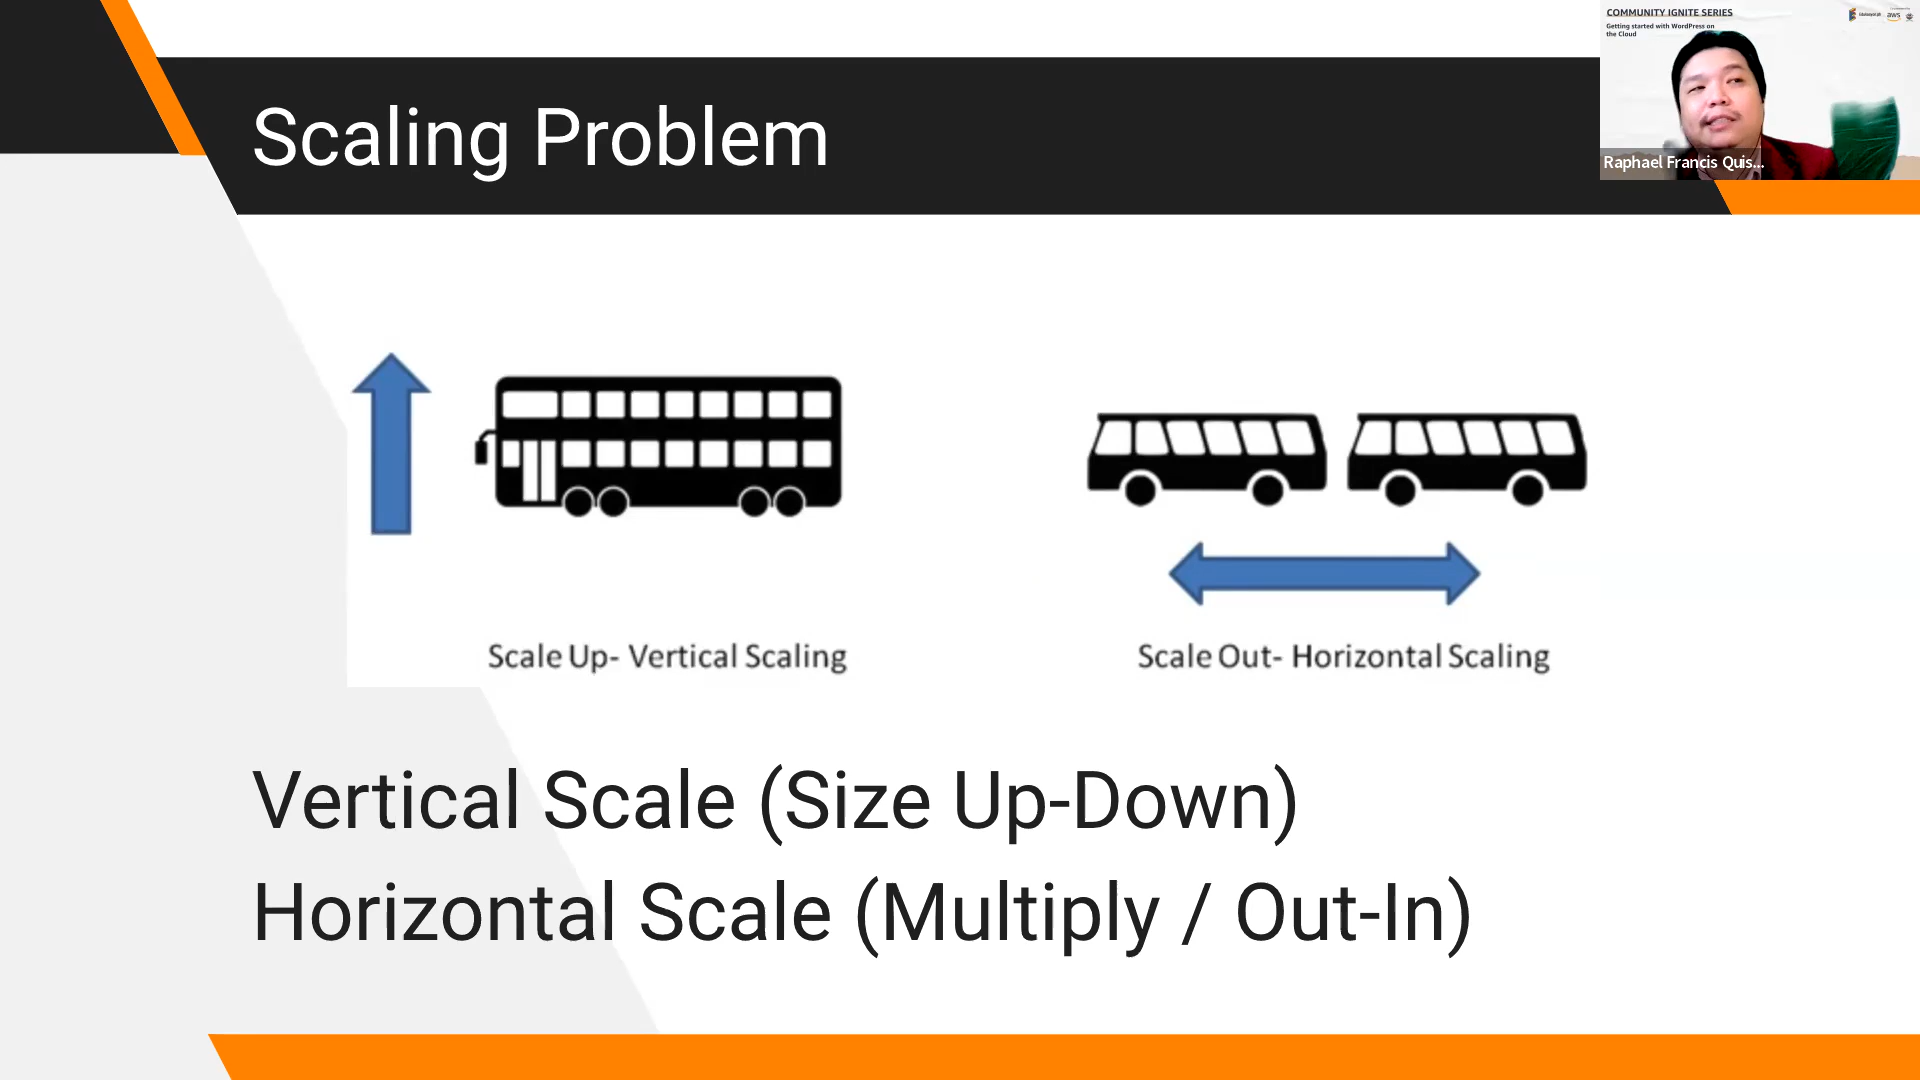 Scaling Problem
COMMUNITY IGNITE SERIES
Getting started with WordPress on
the Cloud
aws
Raphael Francis Quis...
Scale Up- Vertical Scaling
Scale Out- Horizontal Scaling
Vertical Scale (Size Up-Down)
Horizontal Scale (Multiply / Out-In)